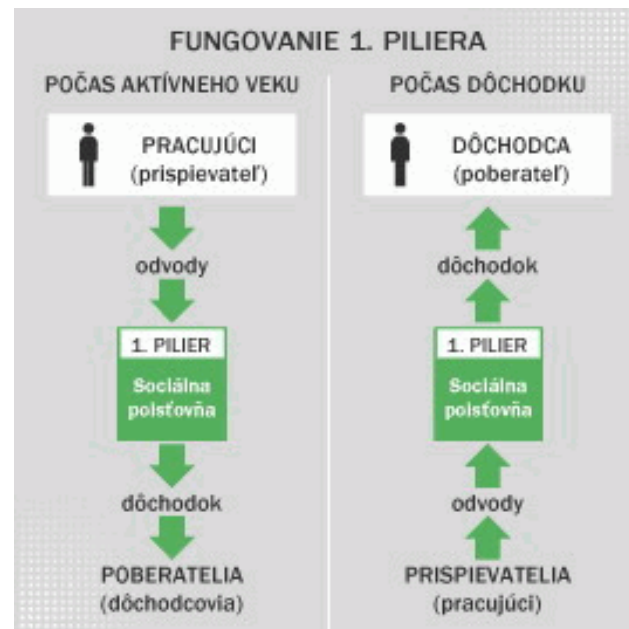 FUNGOVANIE 1. PILIERA
POČAS AKTÍVNEHO VEKU
PRACUJÚCI
(prispievateľ)
odvody
1. PILIER
Sociálna
poisťovňa
dôchodok
POBERATELIA
(dôchodcovia)
POČAS DÔCHODKU
DÔCHODCA
(poberateľ)
dôchodok
1. PILIER
Sociálna
poisťovňa
odvody
PRISPIEVATELIA
(pracujúci)